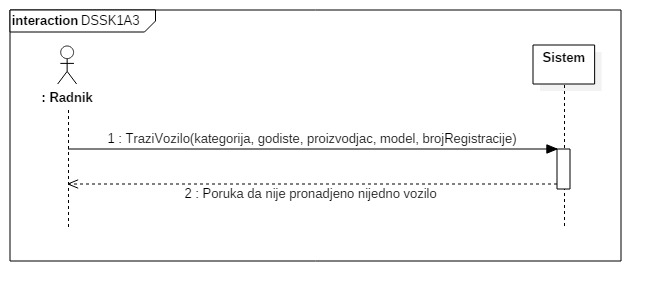 interaction DSSK1A3
: Radnik
Sistem
1 : TraziVozilo(kategorija, godiste, proizvodjac, model, brojRegistracije)
2 : Poruka da nije pronadjeno nijedno vozilo